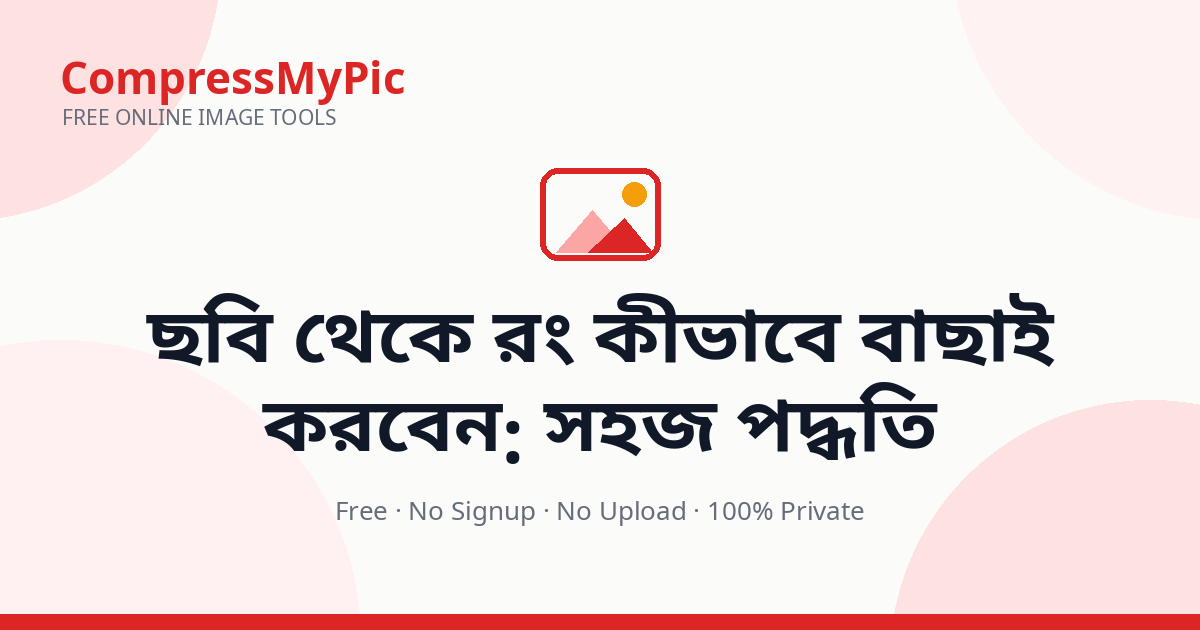 CompressMyPic
FREE ONLINE IMAGE TOOLS
ছবি থেকে রং কীভাবে বাছাই
করবেন: সহজ পদ্ধতি
Free · No Signup · No Upload · 100% Private